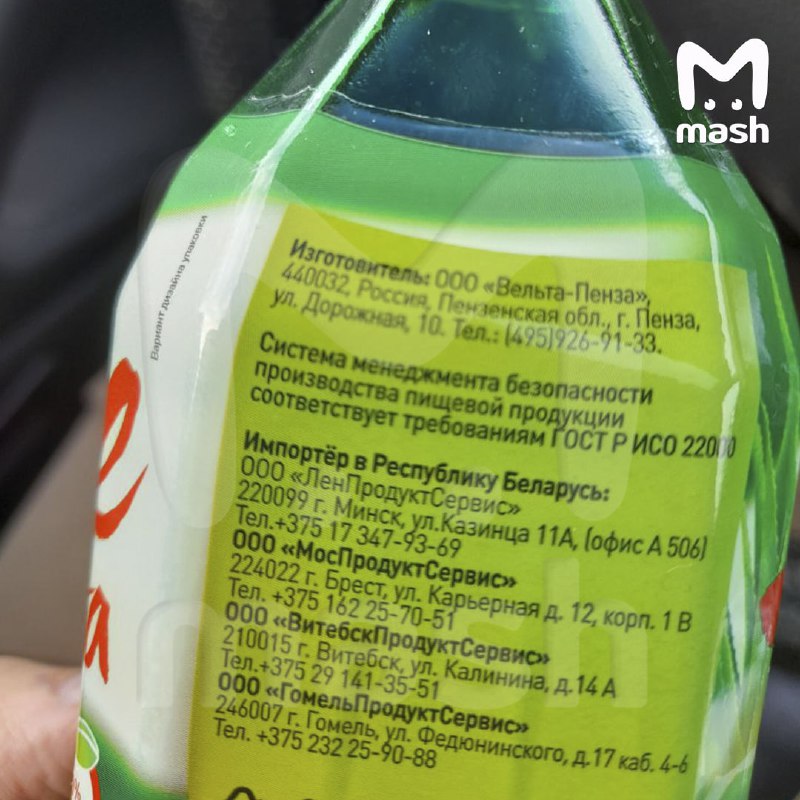 mash
Вариант дизайна упаковки
Изготовитель: ООО «Вельта-Пенза»,
440032, Россия, Пензенская обл., г. Пенза,
ул. Дорожная, 10. Тел.: (495)926-91-33.
Система менеджмента безопасности
производства пищевой продукции
соответствует требованиям ГОСТ Р ИСО 22000
Импортёр в Республику Беларусь:
ООО «ЛенПродуктСервис»
220099 г. Минск, ул.Казинца 11А, (офис А 506)
Тел.+375 17 347-93-69
ООО «МосПродуктСервис»
224022 г. Брест, ул. Карьерная д. 12, корп. 1 В
Тел. +375 162 25-70-51
ООО «ВитебскПродуктСервис»
210015 г. Витебск, ул. Калинина, д.14 А
Тел.+375 29 141-35-51
ООО «ГомельПродуктСервис»
246007 г. Гомель, ул. Федюнинского, д.17 каб. 4-6
Тел. +375 232 25-90-88
mash